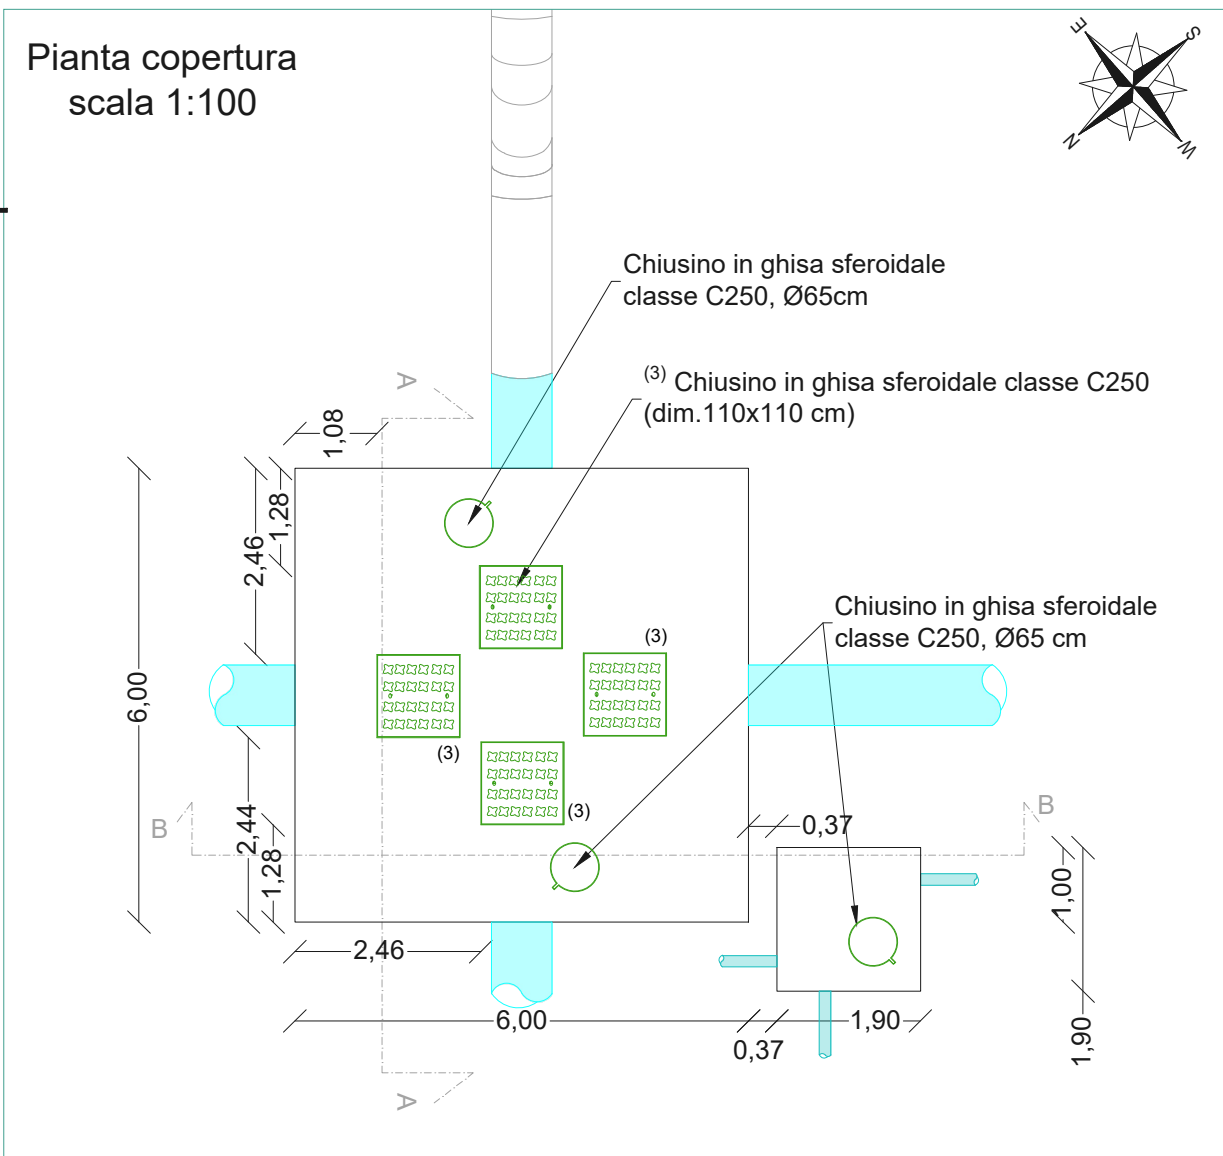 Pianta copertura
scala 1:100
E
S
N
W
Chiusino in ghisa sferoidale
classe C250, Ø65cm
(3) Chiusino in ghisa sferoidale classe C250
(dim.110x110 cm)
A
1,08
1,28
2,46
6,00
Chiusino in ghisa sferoidale
classe C250, Ø65 cm
(3)
(3)
(3)
B
B
2,44
1,28
0,37
1,00
2,46
6,00
1,90
0,37
1,90
A